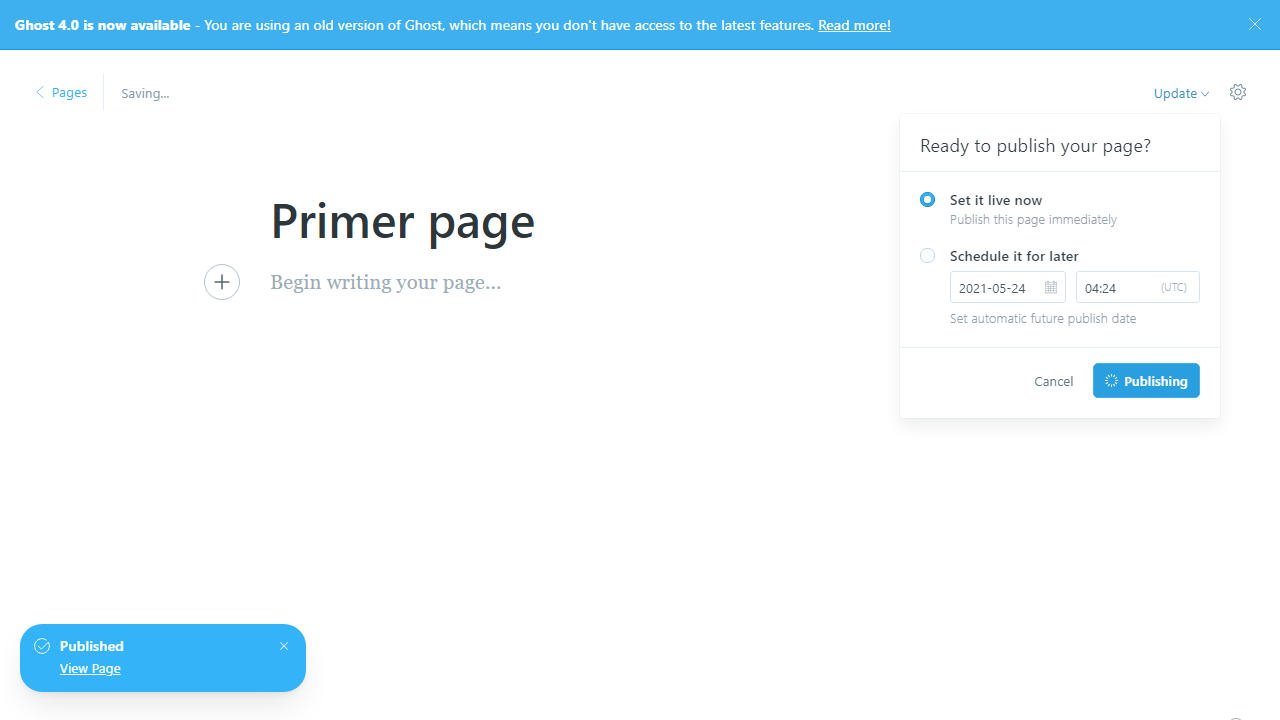 Ghost 4.0 is now available - You are using an old version of Ghost, which means you don't have access to the latest features. Read more!
Pages
Saving...
Update
Ready to publish your page?
Set it live now
Publish this page immediately
Schedule it for later
2021-05-24
04:24
(UTC)
Set automatic future publish date
Cancel
Publishing
Primer page
Begin writing your page...
Published
View Page